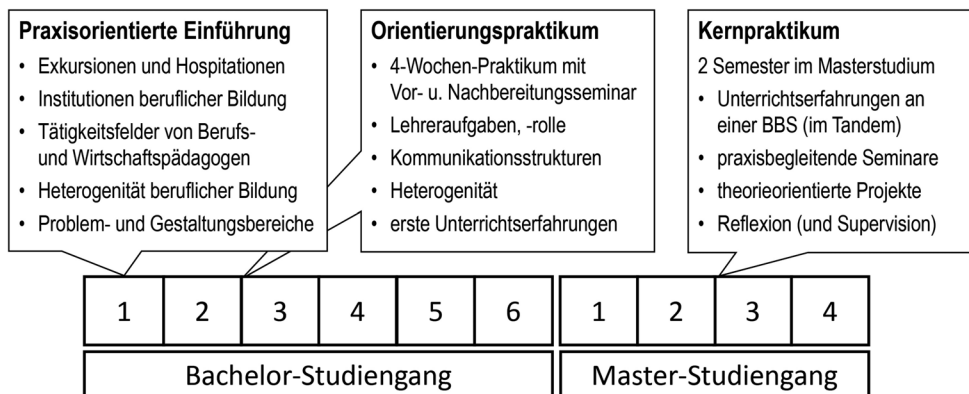 Praxisorientierte Einführung
• Exkursionen und Hospitationen
• Institutionen beruflicher Bildung
• Tätigkeitsfelder von Berufs-
und Wirtschaftspädagogen
• Heterogenität beruflicher Bildung
• Problem- und Gestaltungsbereiche
Orientierungspraktikum
• 4-Wochen-Praktikum mit
Vor- u. Nachbereitungsseminar
• Lehreraufgaben, -rolle
• Kommunikationsstrukturen
• Heterogenität
• erste Unterrichtserfahrungen
Kernpraktikum
2 Semester im Masterstudium
• Unterrichtserfahrungen an
einer BBS (im Tandem)
• praxisbegleitende Seminare
• theorieorientierte Projekte
• Reflexion (und Supervision)
1 2 3 4 5 6 1 2 3 4
Bachelor-Studiengang Master-Studiengang